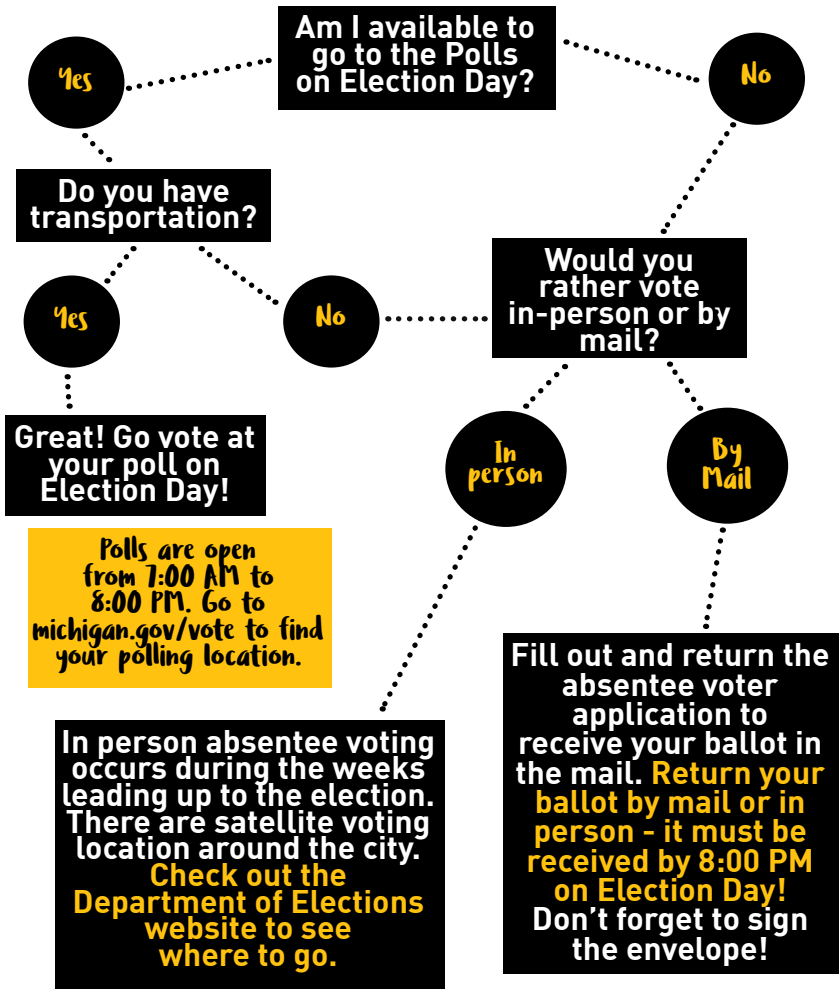 Am I available to
go to the Polls
on Election Day?
Yes
No
Do you have
transportation?
Yes
No
Would you
rather vote
in-person or by
mail?
Great! Go vote at
your poll on
Election Day!
In
person
By
Mail
Polls are open
from 7:00 AM to
8:00 PM. Go to
michigan.gov/vote to find
your polling location.
In person absentee voting
occurs during the weeks
leading up to the election.
There are satellite voting
location around the city.
Check out the
Department of Elections
website to see
where to go.
Fill out and return the
absentee voter
application to
receive your ballot in
the mail. Return your
ballot by mail or in
person - it must be
received by 8:00 PM
on Election Day!
Don't forget to sign
the envelope!